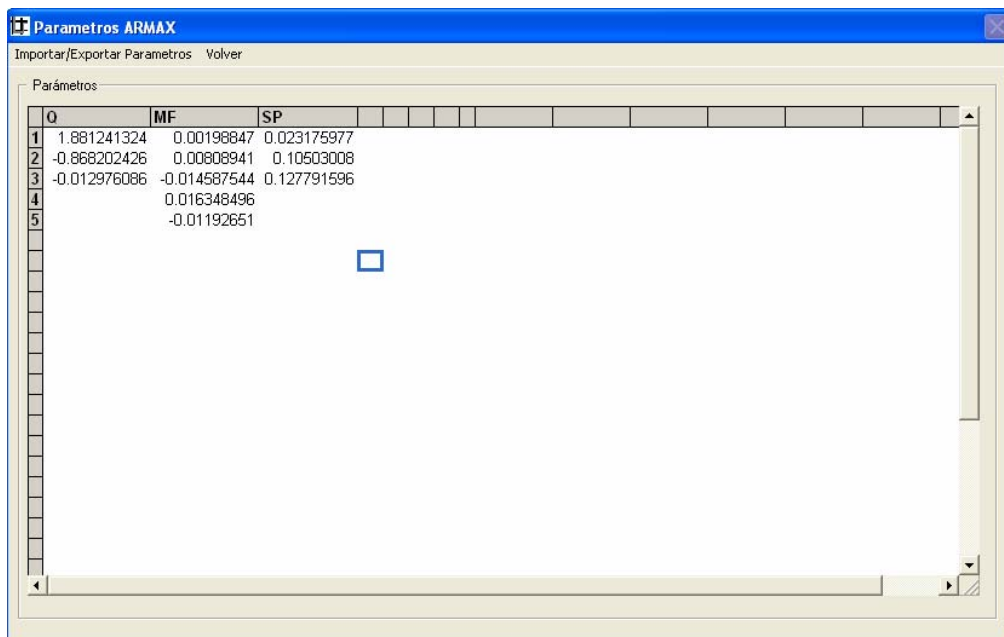 Parametros ARMAX
Importar/Exportar Parametros Volver
Parámetros
Q MF SP
1 1.881241324 0.00198847 0.023175977
2 -0.868202426 0.00808941 0.10503008
3 -0.012976086 -0.014587544 0.127791596
4 0.016348496
5 -0.01192651